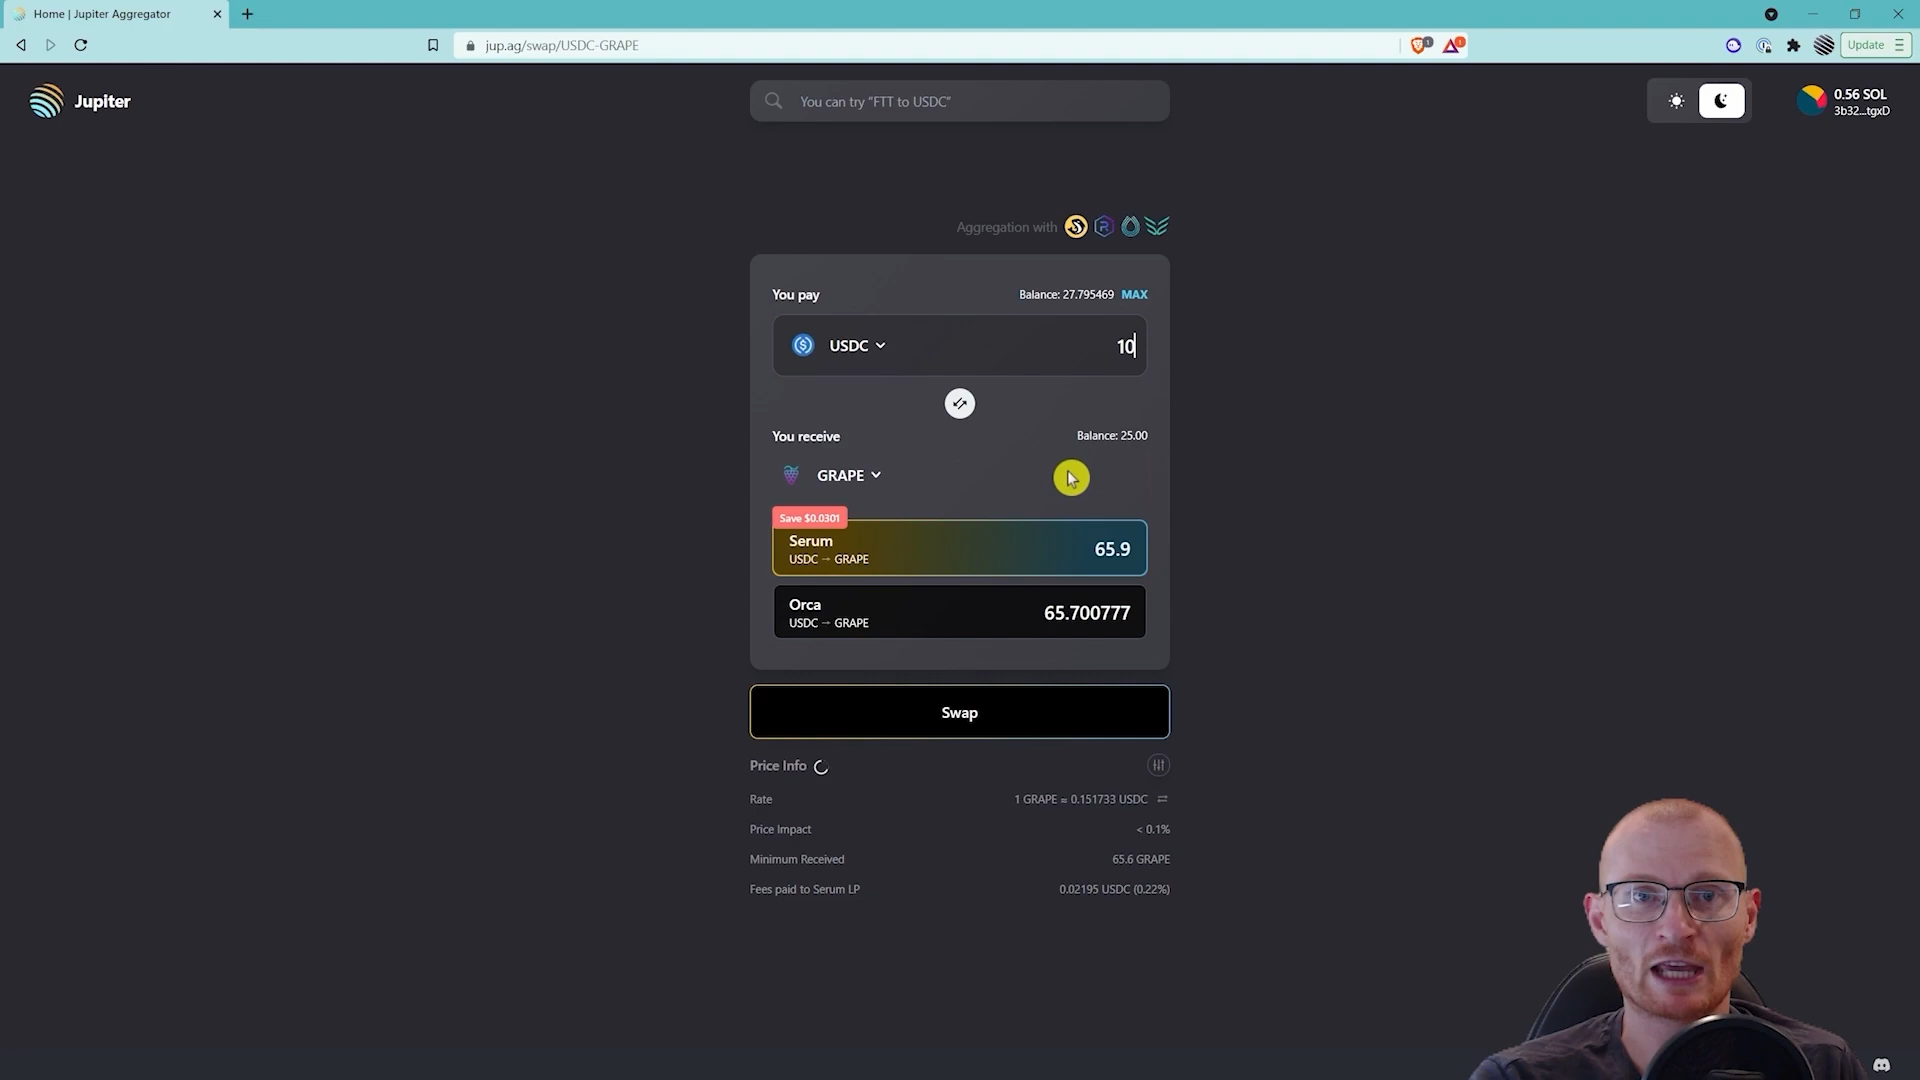 Home | Jupiter Aggregator
jup.ag/swap/USDC-GRAPE
1
1
Update
Jupiter
You can try "FTT to USDC"
0.56 SOL
3b32...tgxD
Aggregation with
You pay
Balance: 27.795469 MAX
USDC
10
You receive
Balance: 25.00
GRAPE
Save $0.0301
Serum
USDC → GRAPE
65.9
Orca
USDC → GRAPE
65.700777
Swap
Price Info
Rate
1 GRAPE ≈ 0.151733 USDC
Price Impact
< 0.1%
Minimum Received
65.6 GRAPE
Fees paid to Serum LP
0.02195 USDC (0.22%)